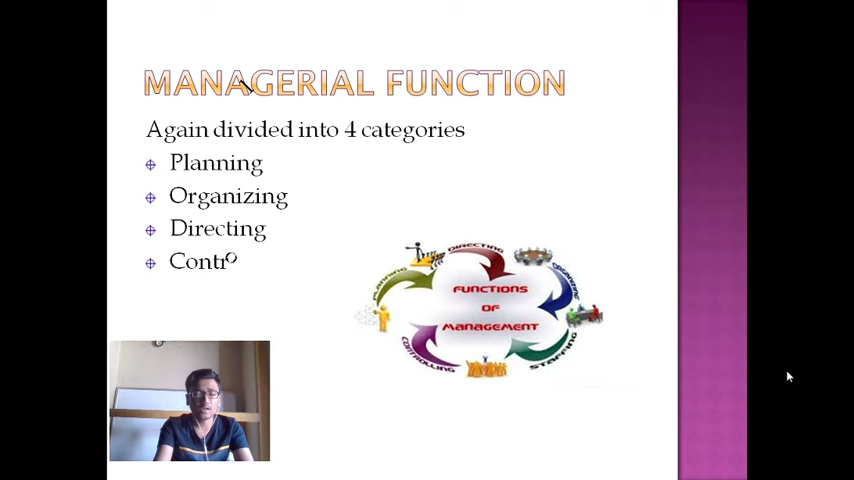 MANAGERIAL FUNCTION
Again divided into 4 categories
Planning
Organizing
Directing
Contro
DIRECTING
PLANNING
ORGANIZING
FUNCTIONS
OF
MANAGEMENT
CONTROLLING
STAFFING